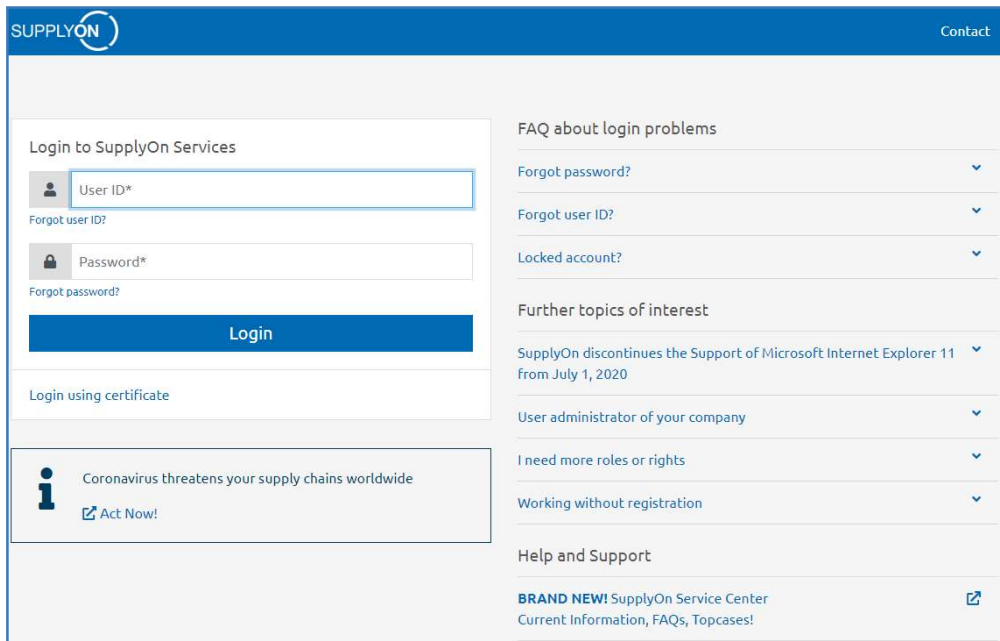 SUPPLYON
Contact
Login to SupplyOn Services
User ID*
Forgot user ID?
Password*
Forgot password?
Login
Login using certificate
Coronavirus threatens your supply chains worldwide
Act Now!
FAQ about login problems
Forgot password?
Forgot user ID?
Locked account?
Further topics of interest
SupplyOn discontinues the Support of Microsoft Internet Explorer 11
from July 1, 2020
User administrator of your company
I need more roles or rights
Working without registration
Help and Support
BRAND NEW! SupplyOn Service Center
Current Information, FAQs, Topcases!